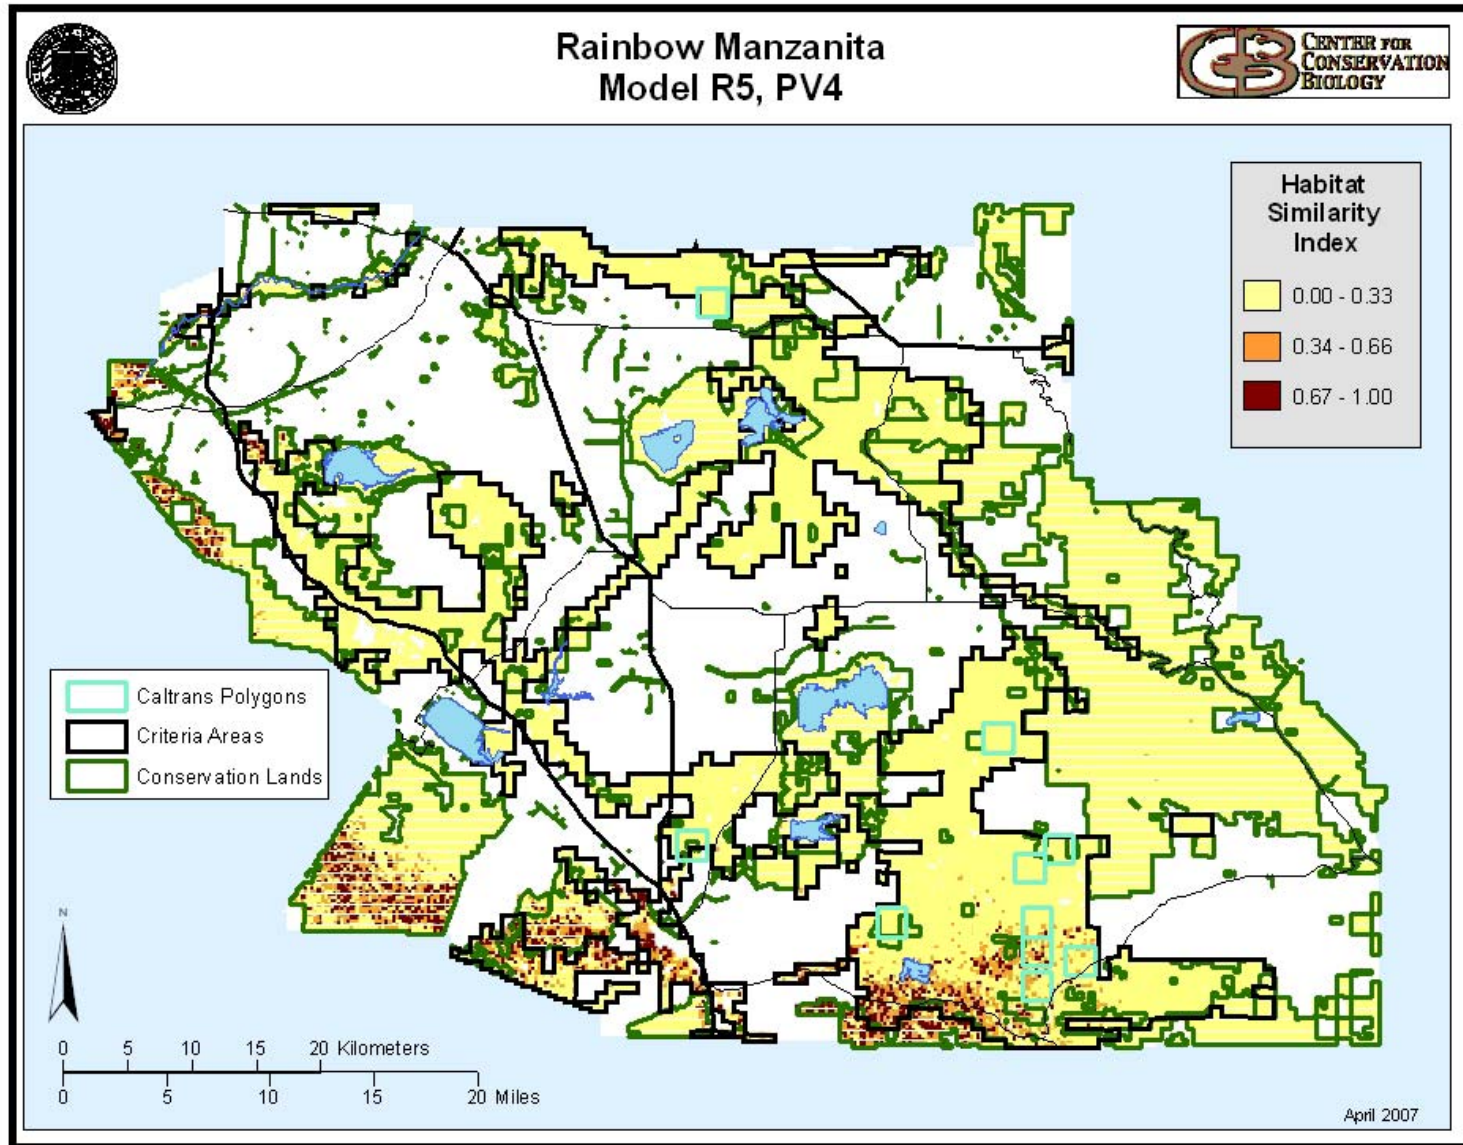 Rainbow Manzanita
Model R5, PV4
CENTER FOR
CONSERVATION
BIOLOGY
Habitat
Similarity
Index
0.00 - 0.33
0.34 - 0.66
0.67 - 1.00
Caltrans Polygons
Criteria Areas
Conservation Lands
N
0 5 10 15 20 Kilometers
0 5 10 15 20 Miles
April 2007